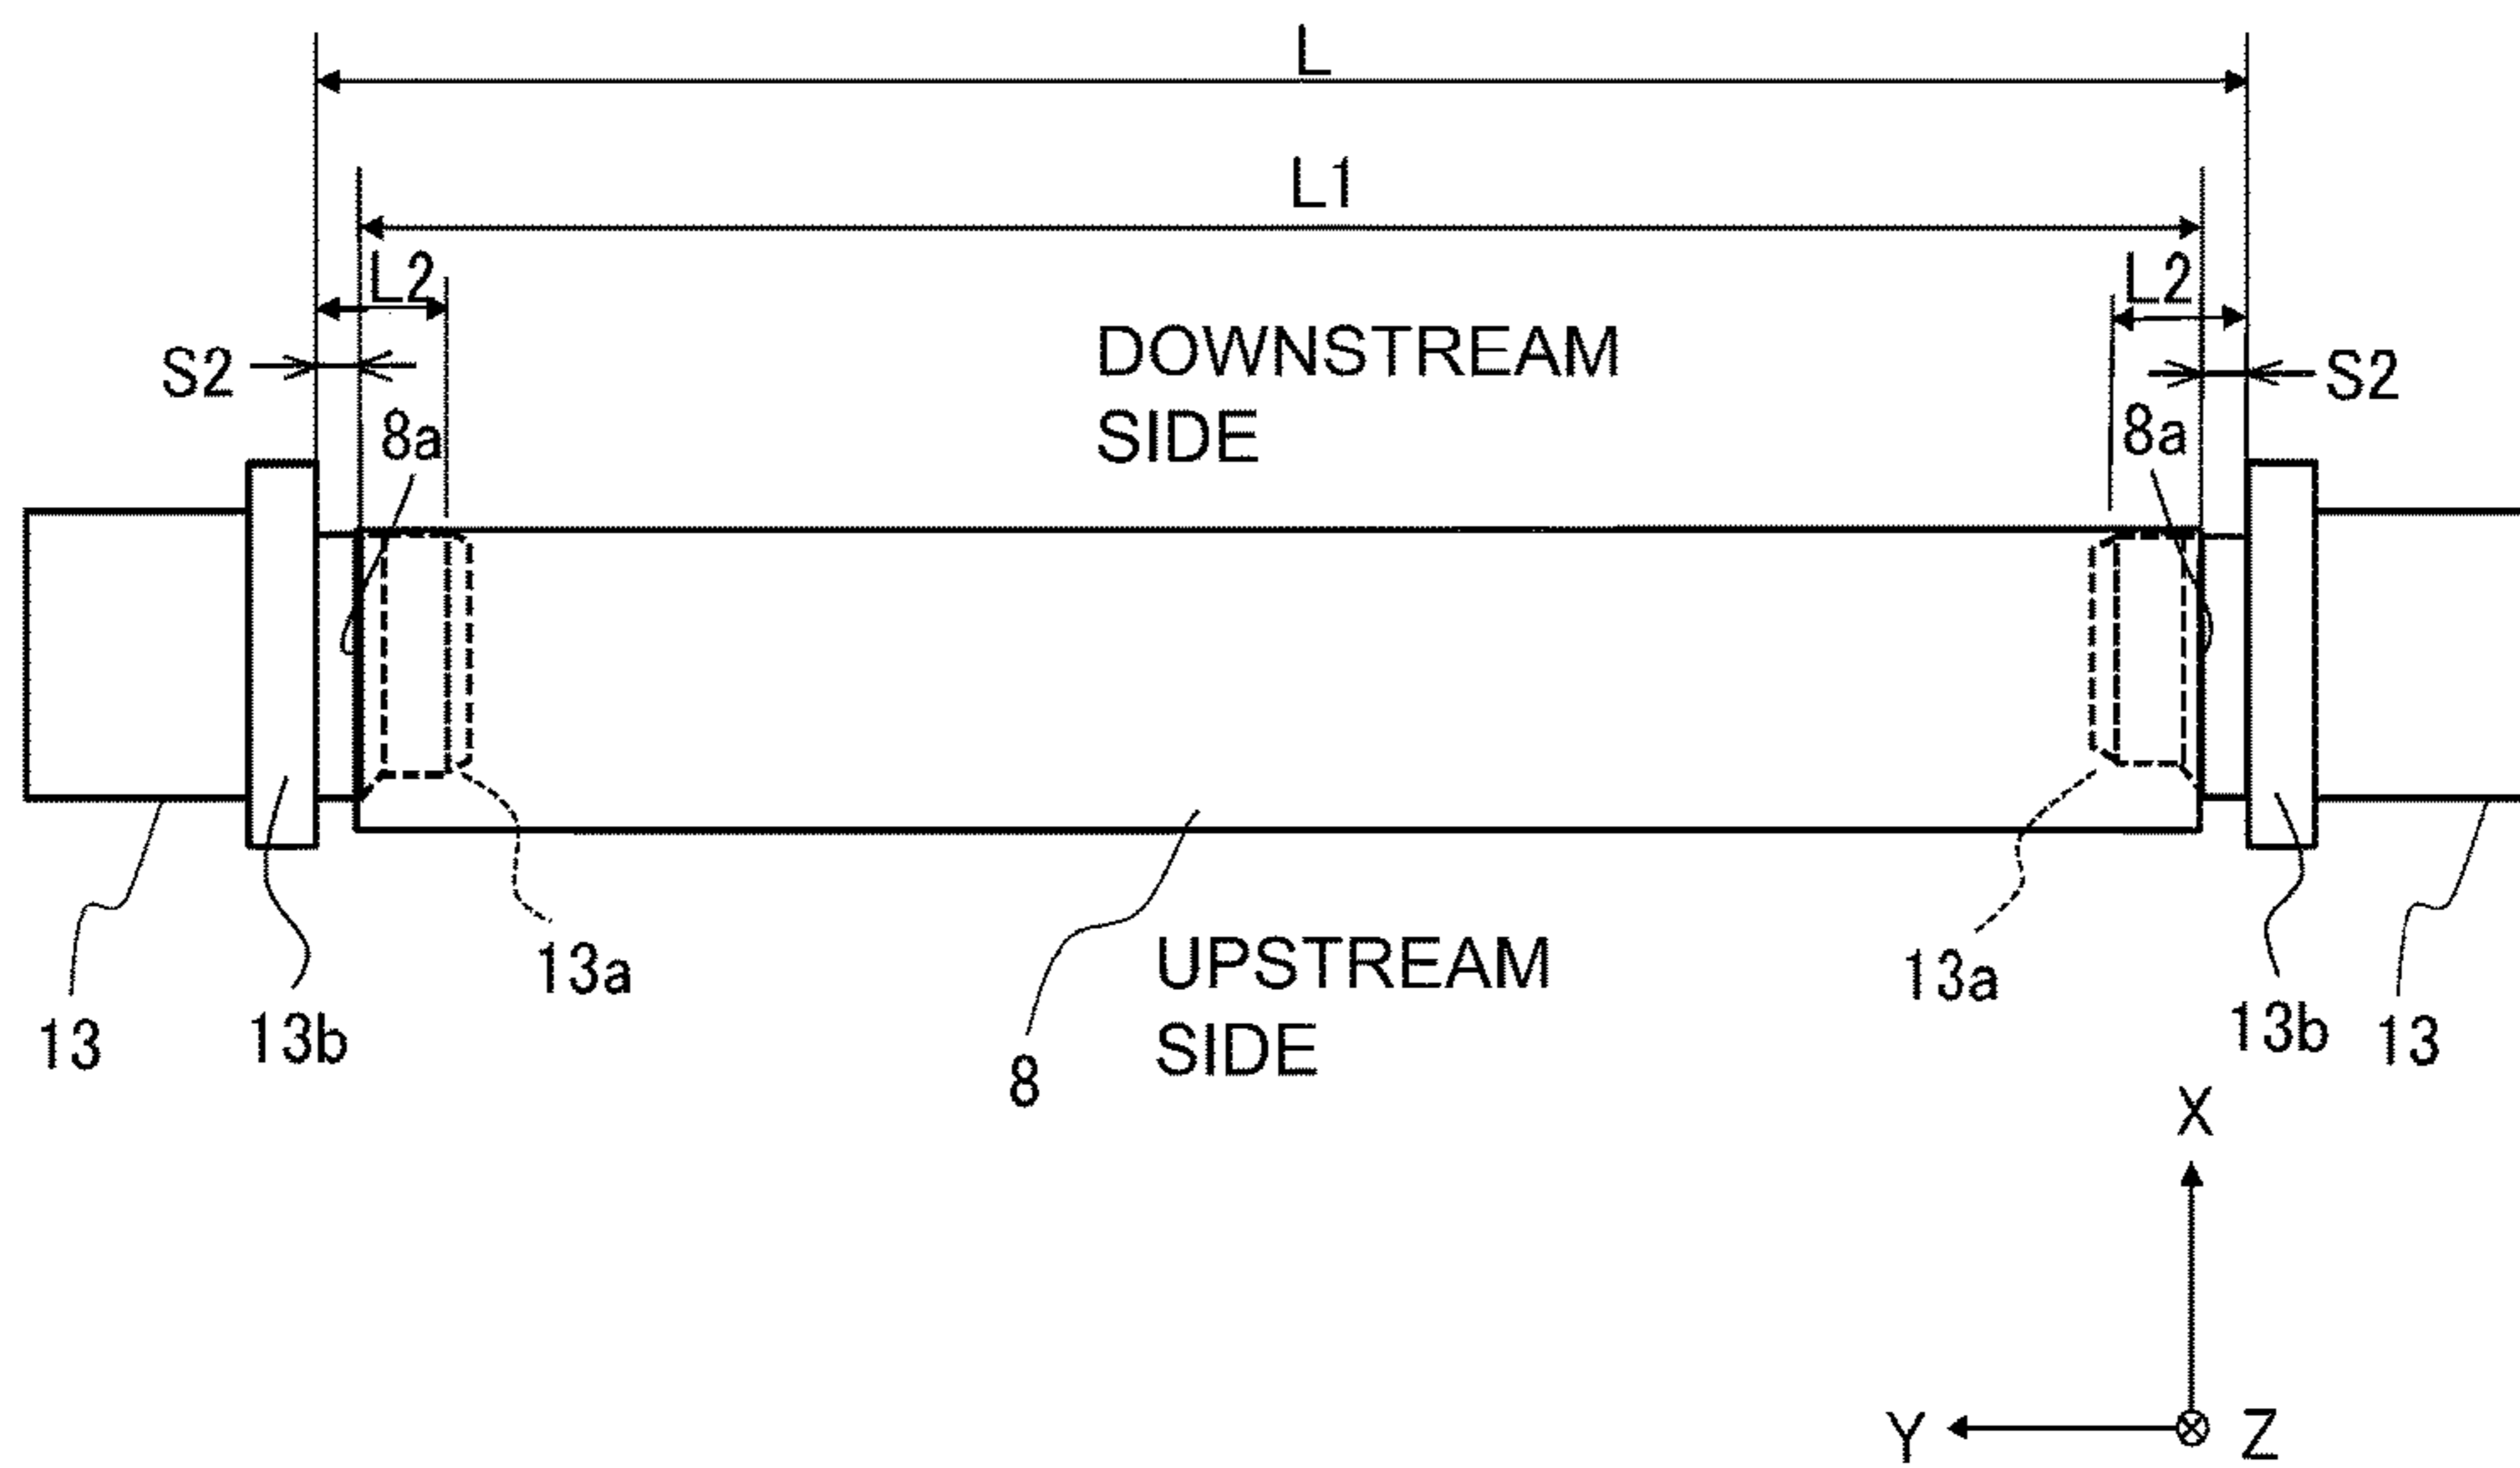 L
L1
L2
L2
S2
DOWNSTREAM
SIDE
S2
8a
8a
13a
UPSTREAM
SIDE
13a
13
13b
8
13b
13
X
Y
Z